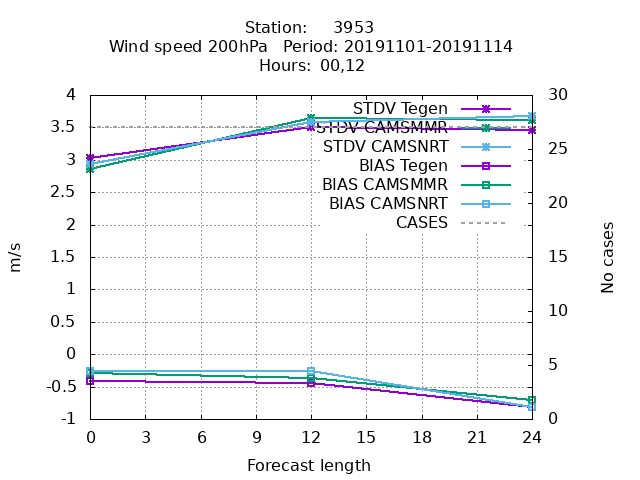 Station: 3953
Wind speed 200hPa Period: 20191101-20191114
Hours: 00,12
4
3.5
3
2.5
2
1.5
1
0.5
0
-0.5
-1
30
25
20
15
10
5
0
STDV Tegen
STDV CAMSMMR
STDV CAMSNRT
BIAS Tegen
BIAS CAMSMMR
BIAS CAMSNRT
CASES
m/s
No cases
0 3 6 9 12 15 18 21 24
Forecast length